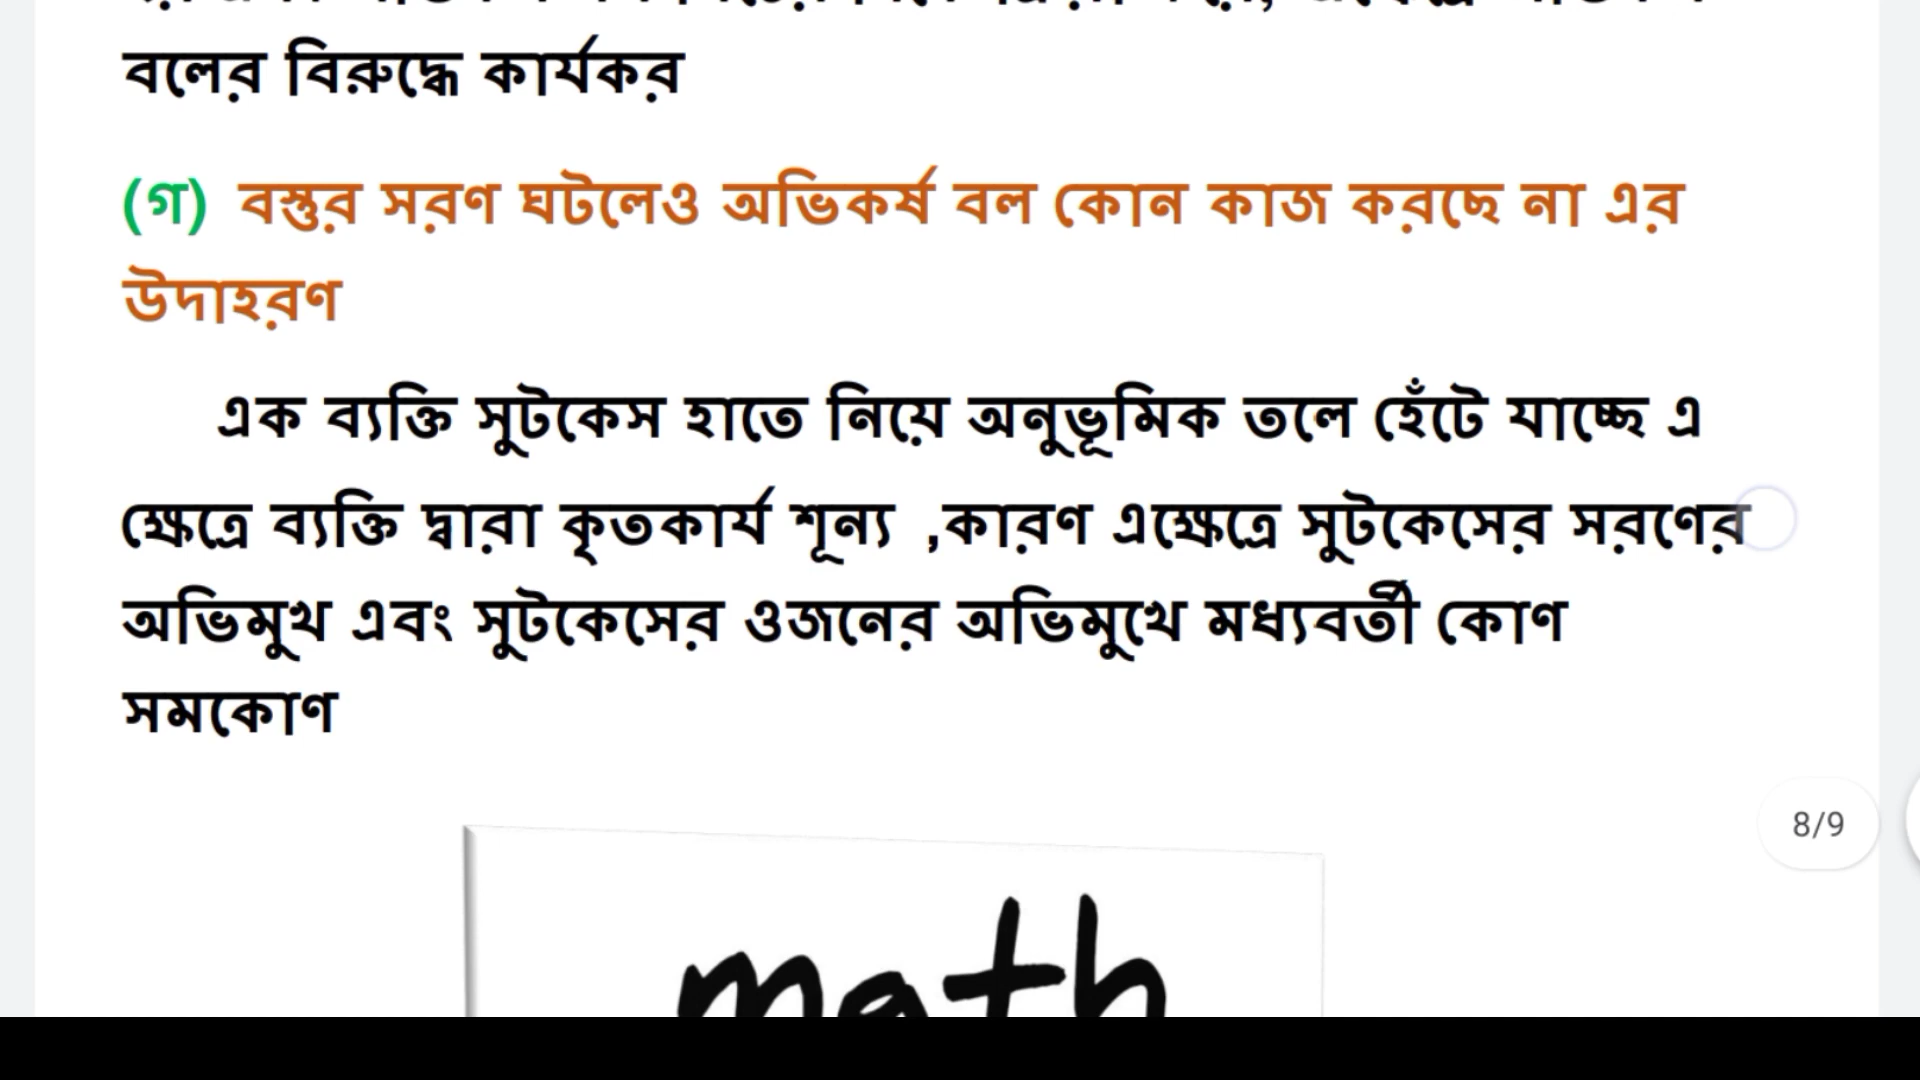 বলের বিরুদ্ধে কার্যকর
(গ) বস্তুর সরণ ঘটলেও অভিকর্ষ বল কোন কাজ করছে না এর
উদাহরণ
এক ব্যক্তি সুটকেস হাতে নিয়ে অনুভূমিক তলে হেঁটে যাচ্ছে এ
ক্ষেত্রে ব্যক্তি দ্বারা কৃতকার্য শূন্য ,কারণ এক্ষেত্রে সুটকেসের সরণের
অভিমুখ এবং সুটকেসের ওজনের অভিমুখে মধ্যবর্তী কোণ
সমকোণ
8/9
math